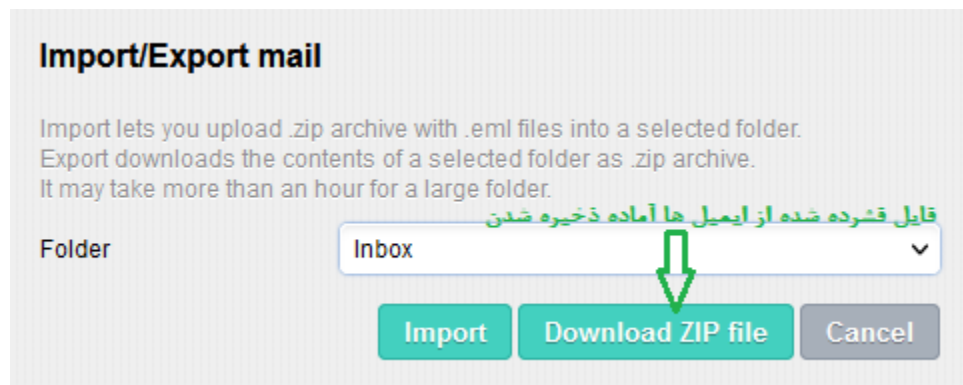 Import/Export mail
Import lets you upload .zip archive with .eml files into a selected folder.
Export downloads the contents of a selected folder as .zip archive.
It may take more than an hour for a large folder.
فایل فشرده شده از ایمیل ها آماده ذخیره شدن
Folder
Inbox
Import
Download ZIP file
Cancel